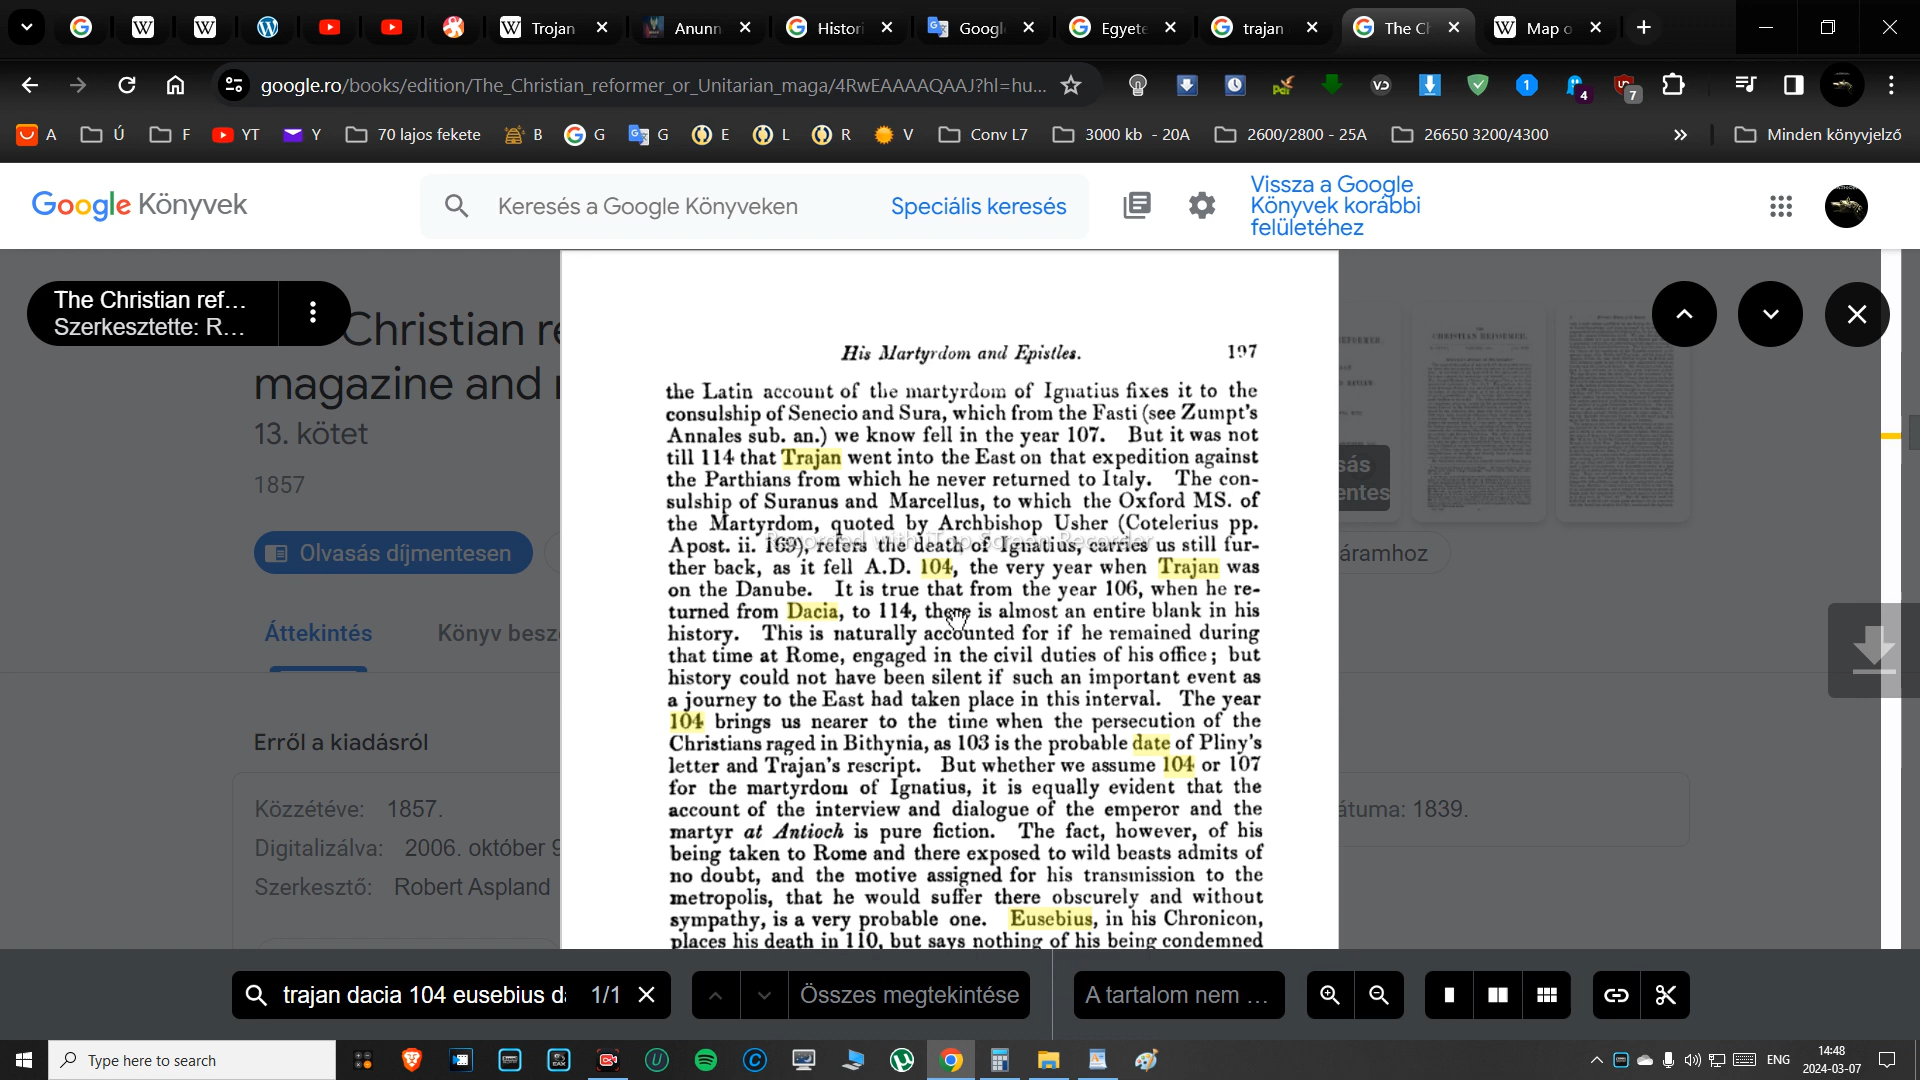 Trojan
Anunn
Histori
Googl
Egyete
trajan
The Ch
Map o
google.ro/books/edition/The_Christian_reformer_or_Unitarian_maga/4RwEAAAAQAAJ?hl=hu...
4
7
A
Ú
F
YT
Y
70 lajos fekete
B
G
G
E
L
R
V
Conv L7
3000 kb - 20A
2600/2800 - 25A
26650 3200/4300
»
Minden könyvjelző
Google Könyvek
Keresés a Google Könyveken
Speciális keresés
Vissza a Google
Könyvek korábbi
felületéhez
The Christian ref...
Szerkesztette: R...
Christian re
magazine and r
13. kötet
1857
Olvasás díjmentesen
áramhoz
Áttekintés
Könyv besz
Erről a kiadásról
Közzétéve: 1857.
Digitalizálva: 2006. október 9
Szerkesztő: Robert Aspland
átuma: 1839.
His Martyrdom and Epistles. 197
the Latin account of the martyrdom of Ignatius fixes it to the
consulship of Senecio and Sura, which from the Fasti (see Zumpt's
Annales sub. an.) we know fell in the year 107. But it was not
till 114 that Trajan went into the East on that expedition against
the Parthians from which he never returned to Italy. The con-
sulship of Suranus and Marcellus, to which the Oxford MS. of
the Martyrdom, quoted by Archbishop Usher (Cotelerius pp.
Apost. ii. 169), refers the death of Ignatius, carries us still fur-
ther back, as it fell A.D. 104, the very year when Trajan was
on the Danube. It is true that from the year 106, when he re-
turned from Dacia, to 114, there is almost an entire blank in his
history. This is naturally accounted for if he remained during
that time at Rome, engaged in the civil duties of his office; but
history could not have been silent if such an important event as
a journey to the East had taken place in this interval. The year
104 brings us nearer to the time when the persecution of the
Christians raged in Bithynia, as 103 is the probable date of Pliny's
letter and Trajan's rescript. But whether we assume 104 or 107
for the martyrdom of Ignatius, it is equally evident that the
account of the interview and dialogue of the emperor and the
martyr at Antioch is pure fiction. The fact, however, of his
being taken to Rome and there exposed to wild beasts admits of
no doubt, and the motive assigned for his transmission to the
metropolis, that he would suffer there obscurely and without
sympathy, is a very probable one. Eusebius, in his Chronicon,
places his death in 110, but says nothing of his being condemned
Recorded with iTop Screen Recorder
trajan dacia 104 eusebius da
1/1
Összes megtekintése
A tartalom nem ...
Type here to search
ENG
14:48
2024-03-07